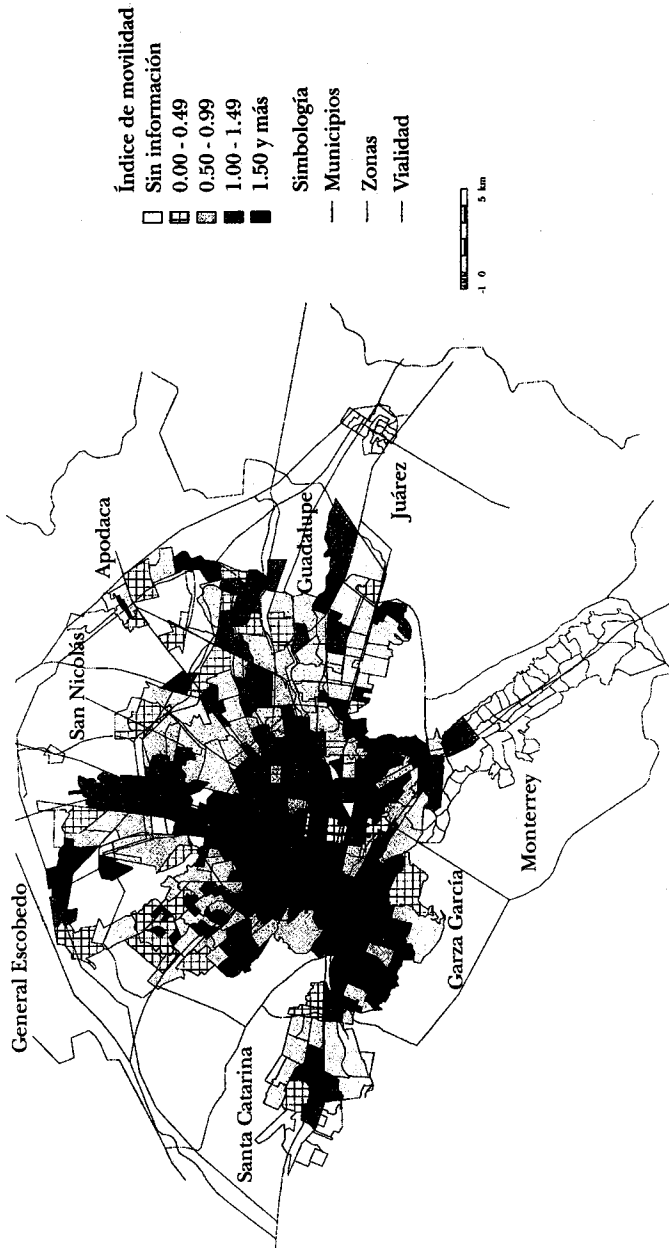 Índice de movilidad
Sin información
0.00 - 0.49
0.50 - 0.99
1.00 - 1.49
1.50 y más
Simbología
Municipios
Zonas
Vialidad
-1 0 5 km
General Escobedo
San Nicolás
Apodaca
Guadalupe
Juárez
Santa Catarina
Garza García
Monterrey